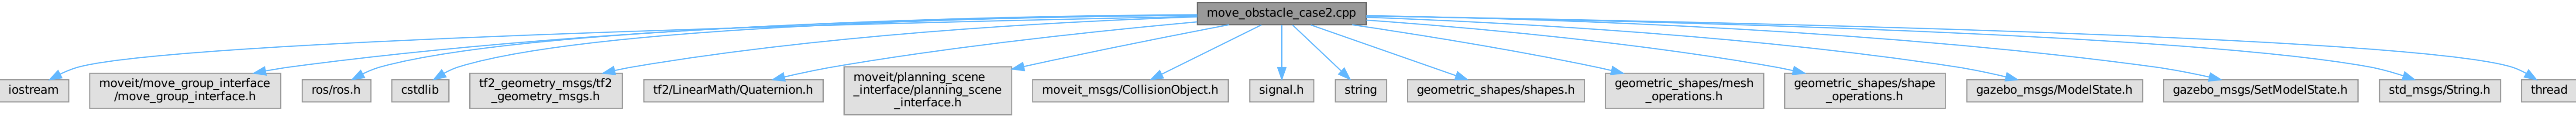 move_obstacle_case2.cpp
iostream
moveit/move_group_interface
/move_group_interface.h
ros/ros.h
cstdlib
tf2_geometry_msgs/tf2
_geometry_msgs.h
tf2/LinearMath/Quaternion.h
moveit/planning_scene
_interface/planning_scene
_interface.h
moveit_msgs/CollisionObject.h
signal.h
string
geometric_shapes/shapes.h
geometric_shapes/mesh
_operations.h
geometric_shapes/shape
_operations.h
gazebo_msgs/ModelState.h
gazebo_msgs/SetModelState.h
std_msgs/String.h
thread